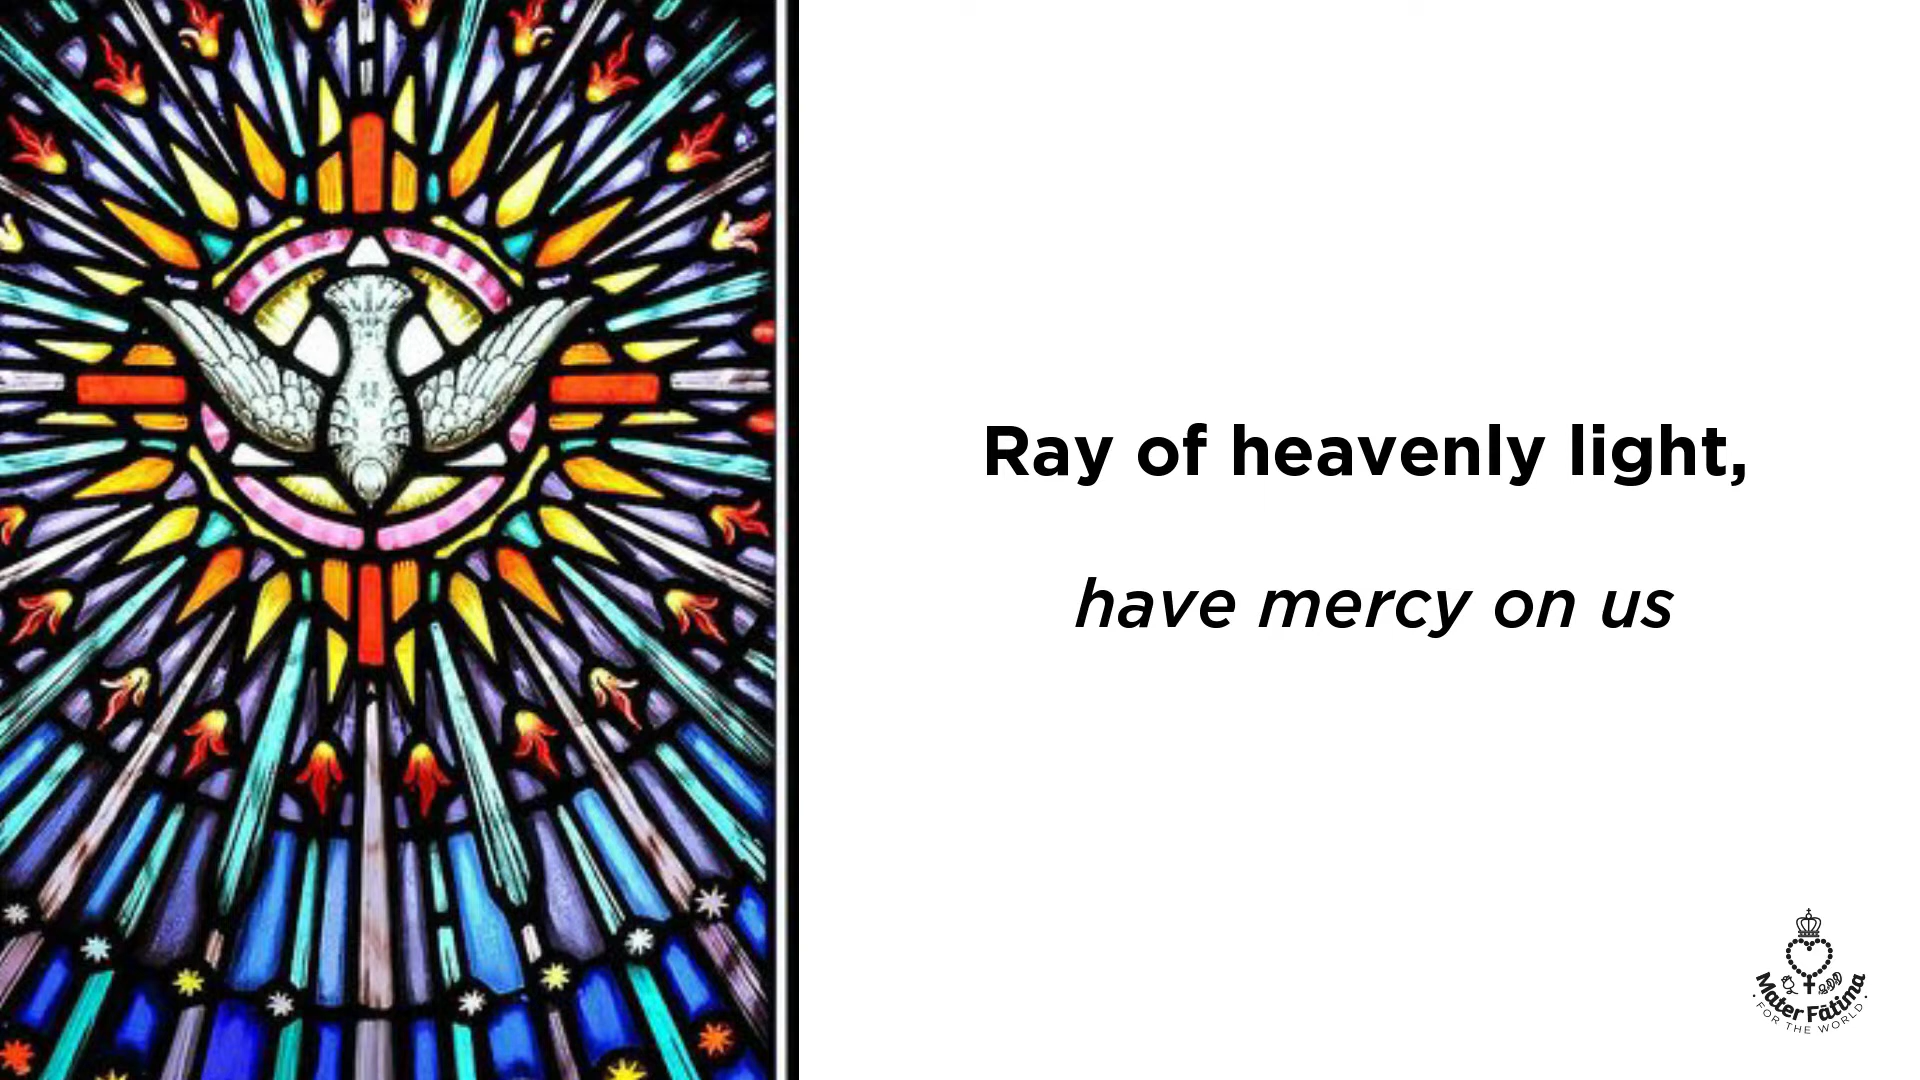 Ray of heavenly light,
have mercy on us
Mater Fátima
· FOR THE WORLD ·